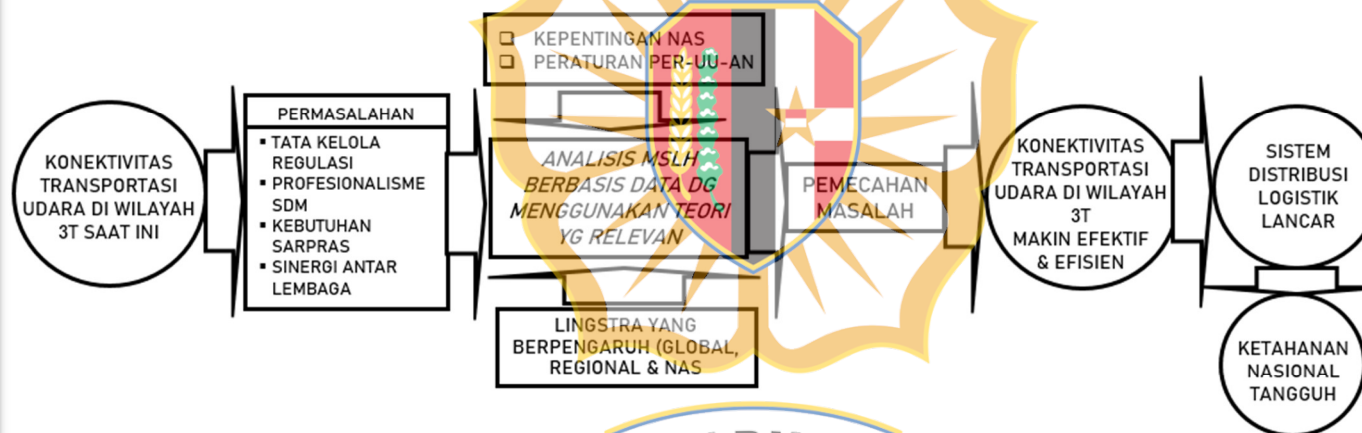 ❑ KEPENTINGAN NAS
❑ PERATURAN PER-UU-AN
KONEKTIVITAS
TRANSPORTASI
UDARA DI WILAYAH
3T SAAT INI
PERMASALAHAN
▪ TATA KELOLA
REGULASI
▪ PROFESIONALISME
SDM
▪ KEBUTUHAN
SARPRAS
▪ SINERGI ANTAR
LEMBAGA
ANALISIS MSLH
BERBASIS DATA DG
MENGGUNAKAN TEORI
YG RELEVAN
LINGSTRA YANG
BERPENGARUH (GLOBAL,
REGIONAL & NAS
PEMECAHAN
MASALAH
KONEKTIVITAS
TRANSPORTASI
UDARA DI WILAYAH
3T
MAKIN EFEKTIF
& EFISIEN
SISTEM
DISTRIBUSI
LOGISTIK
LANCAR
KETAHANAN
NASIONAL
TANGGUH